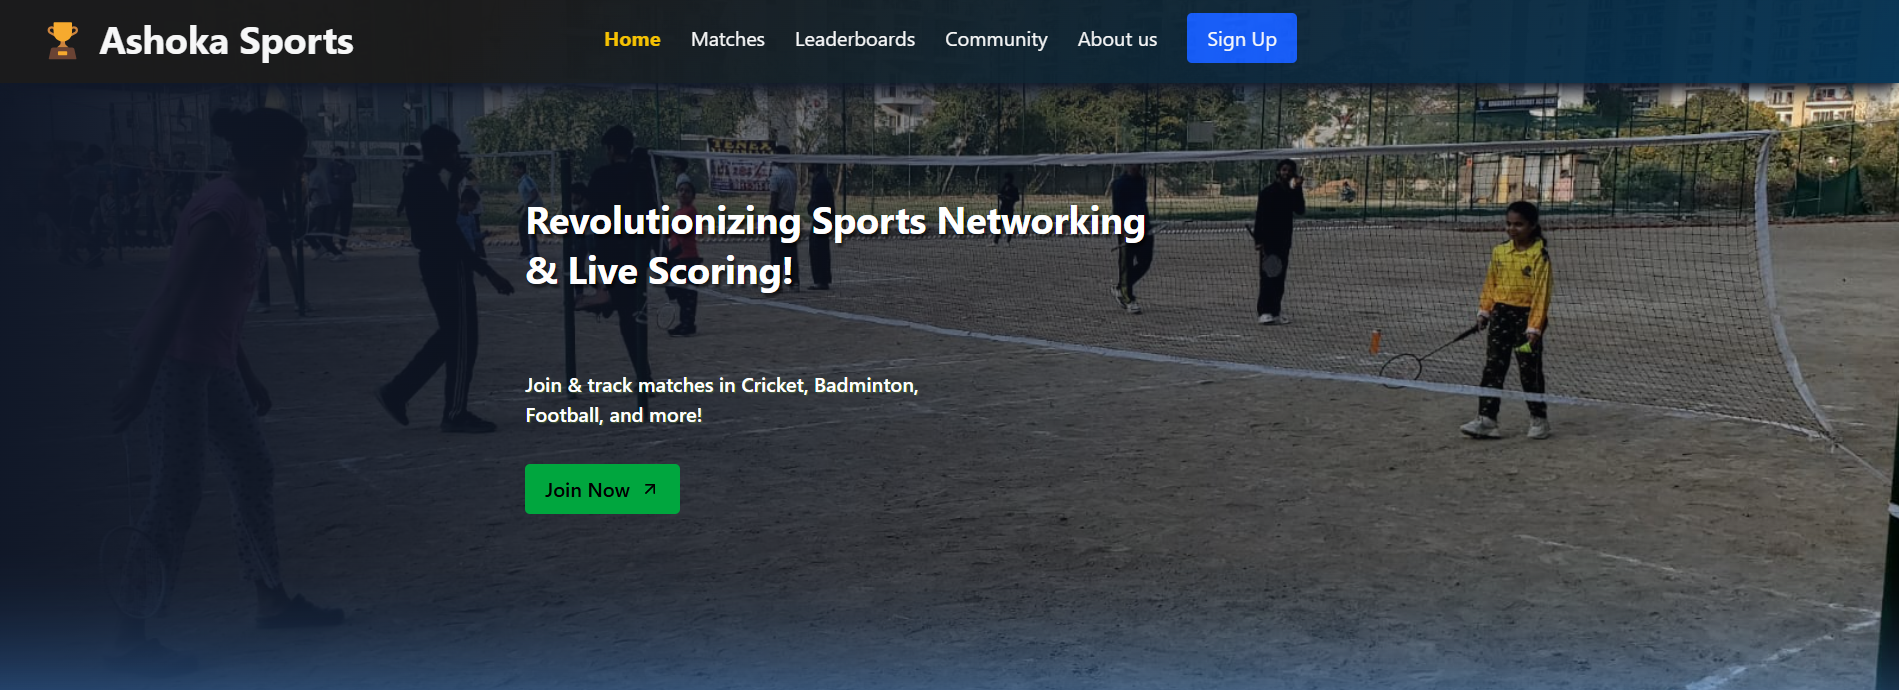 Ashoka Sports
Home Matches Leaderboards Community About us Sign Up
Revolutionizing Sports Networking
& Live Scoring!
Join & track matches in Cricket, Badminton,
Football, and more!
Join Now